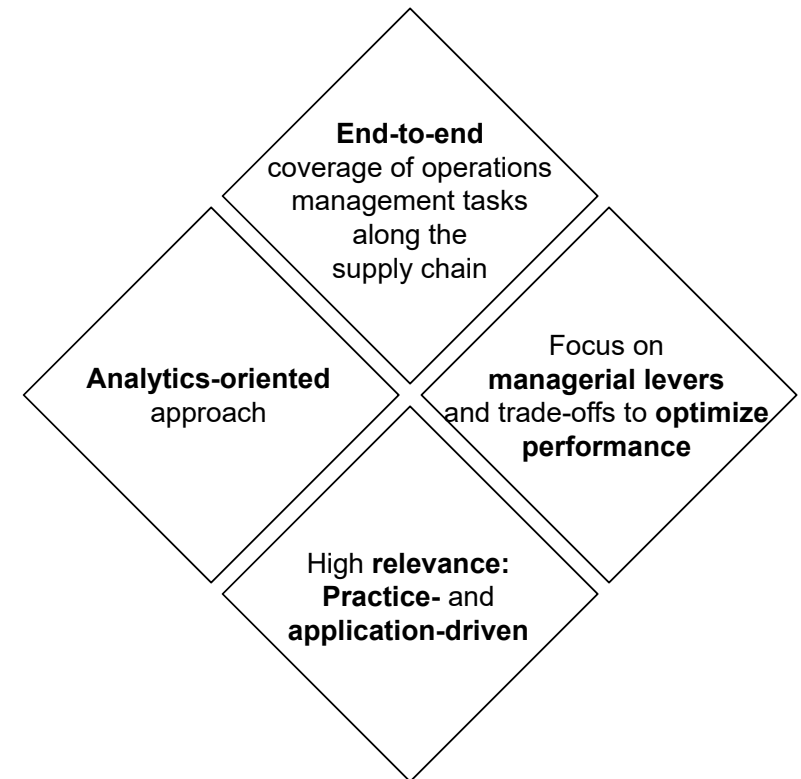 End-to-end
coverage of operations
management tasks
along the
supply chain
Analytics-oriented
approach
Focus on
managerial levers
and trade-offs to optimize
performance
High relevance:
Practice- and
application-driven